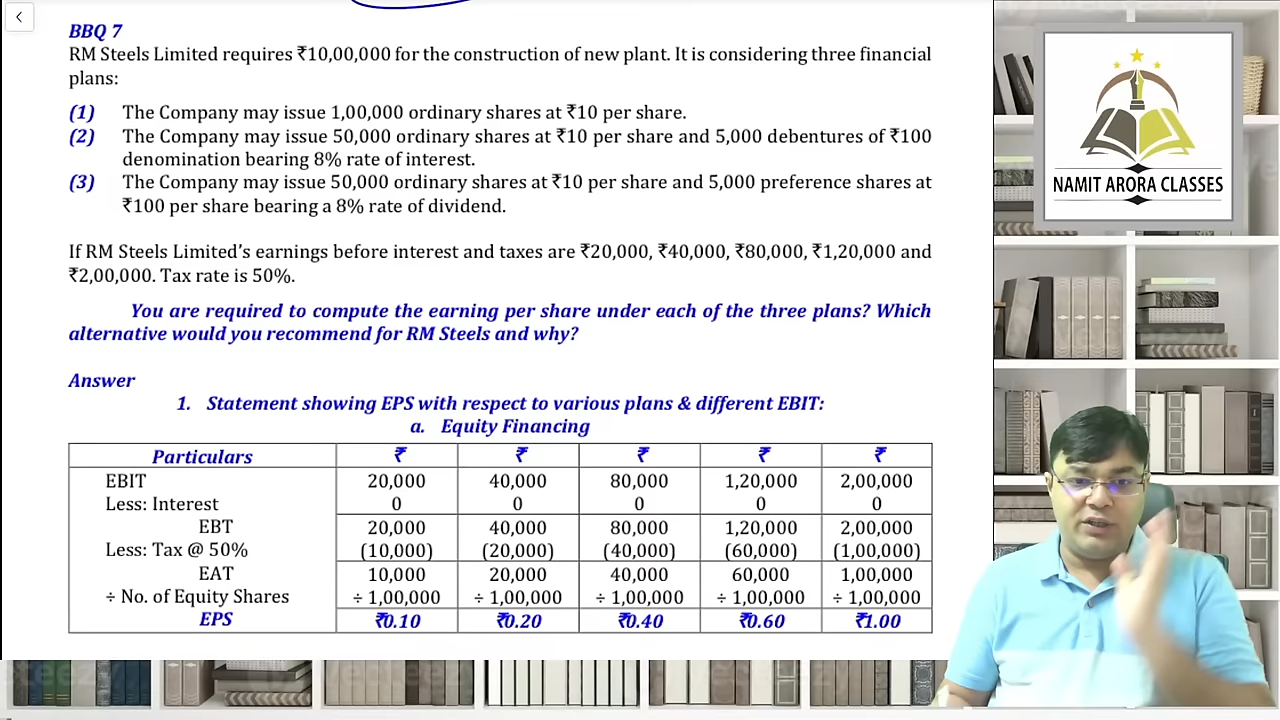 BBQ 7
RM Steels Limited requires ₹10,00,000 for the construction of new plant. It is considering three financial
plans:
(1) The Company may issue 1,00,000 ordinary shares at ₹10 per share.
(2) The Company may issue 50,000 ordinary shares at ₹10 per share and 5,000 debentures of ₹100
denomination bearing 8% rate of interest.
(3) The Company may issue 50,000 ordinary shares at ₹10 per share and 5,000 preference shares at
₹100 per share bearing a 8% rate of dividend.
If RM Steels Limited's earnings before interest and taxes are ₹20,000, ₹40,000, ₹80,000, ₹1,20,000 and
₹2,00,000. Tax rate is 50%.
You are required to compute the earning per share under each of the three plans? Which
alternative would you recommend for RM Steels and why?
Answer
1. Statement showing EPS with respect to various plans & different EBIT:
a. Equity Financing
Particulars ₹ ₹ ₹ ₹ ₹
EBIT 20,000 40,000 80,000 1,20,000 2,00,000
Less: Interest 0 0 0 0 0
EBT 20,000 40,000 80,000 1,20,000 2,00,000
Less: Tax @ 50% (10,000) (20,000) (40,000) (60,000) (1,00,000)
EAT 10,000 20,000 40,000 60,000 1,00,000
÷ No. of Equity Shares ÷ 1,00,000 ÷ 1,00,000 ÷ 1,00,000 ÷ 1,00,000 ÷ 1,00,000
EPS ₹0.10 ₹0.20 ₹0.40 ₹0.60 ₹1.00
NAMIT ARORA CLASSES